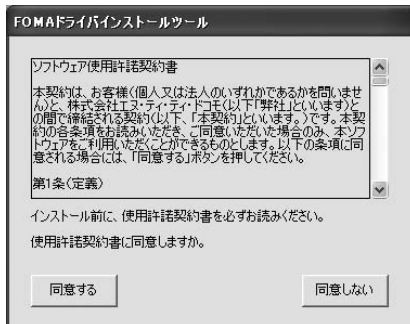 FOMAドライバインストールツール
ソフトウェア使用許諾契約書
本契約は、お客様(個人又は法人のいずれかであるかを問いませ
ん)と、株式会社エヌ・ティ・ティ・ドコモ(以下「弊社」といいます)と
の間で締結される契約(以下、「本契約」といいます。)です。本契
約の各条項をお読みいただき、ご同意いただいた場合のみ、本ソフ
トウェアをご利用いただくことができるものとします。以下の条項に同
意される場合には、「同意する」ボタンを押してください。
第1条(定義)
インストール前に、使用許諾契約書を必ずお読みください。
使用許諾契約書に同意しますか。
同意する
同意しない